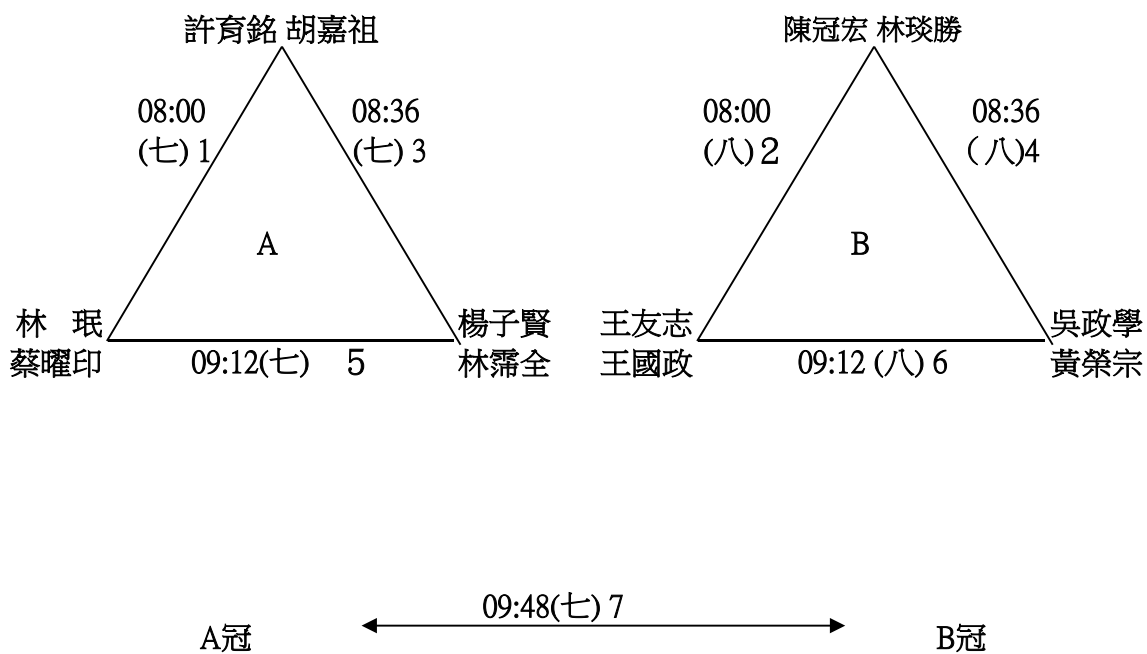 許育銘 胡嘉祖
08:00
(七) 1
08:36
(七) 3
A
林 珉
蔡曜印
09:12(七) 5
楊子賢
林霈全
陳冠宏 林琰勝
08:00
(八) 2
08:36
( 八)4
B
王友志
王國政
09:12 (八) 6
吳政學
黃榮宗
09:48(七) 7
A冠
B冠